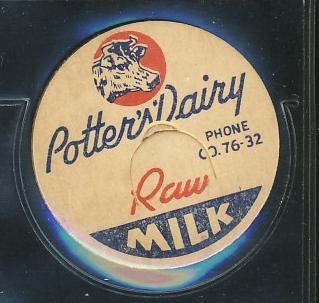 Potter's Dairy
PHONE
CO. 76-32
Raw
MILK